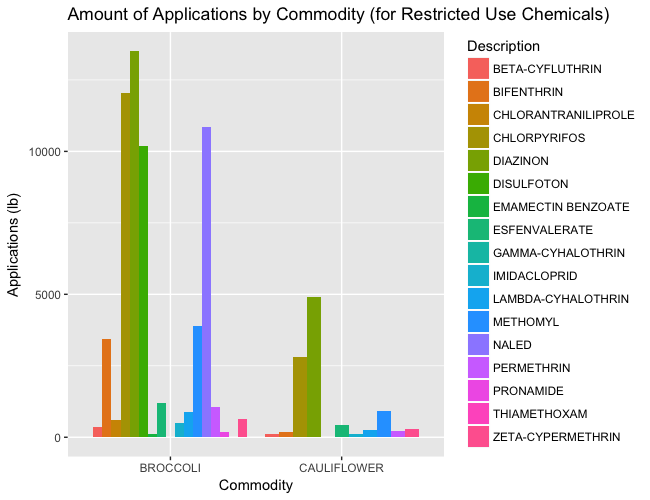 Amount of Applications by Commodity (for Restricted Use Chemicals)
Applications (lb)
10000
5000
0
BROCCOLI
CAULIFLOWER
Commodity
Description
BETA-CYFLUTHRIN
BIFENTHRIN
CHLORANTRANILIPROLE
CHLORPYRIFOS
DIAZINON
DISULFOTON
EMAMECTIN BENZOATE
ESFENVALERATE
GAMMA-CYHALOTHRIN
IMIDACLOPRID
LAMBDA-CYHALOTHRIN
METHOMYL
NALED
PERMETHRIN
PRONAMIDE
THIAMETHOXAM
ZETA-CYPERMETHRIN